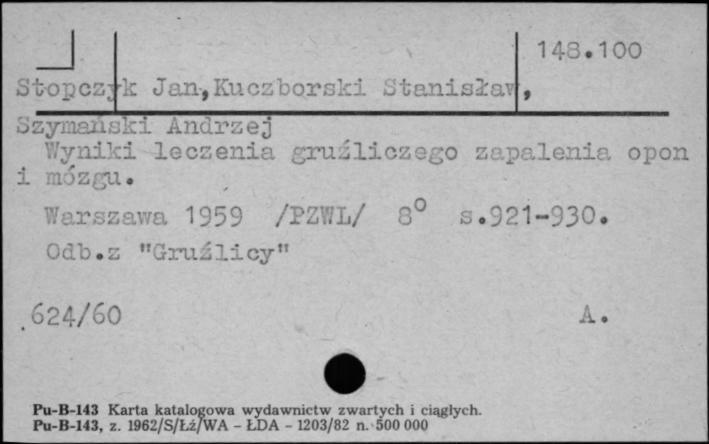 148.100
Stopczyk Jan,Kuczborski Stanisław,
Szymański Andrzej
Wyniki leczenia gruźliczego zapalenia opon
i mózgu.
Warszawa 1959 /PZWL/ 8⁰ s.921-930.
Odb.z "Gruźlicy"
624/60 A.
Pu-B-143 Karta katalogowa wydawnictw zwartych i ciągłych.
Pu-B-143, z. 1962/S/Łź/WA - ŁDA - 1203/82 n. 500 000